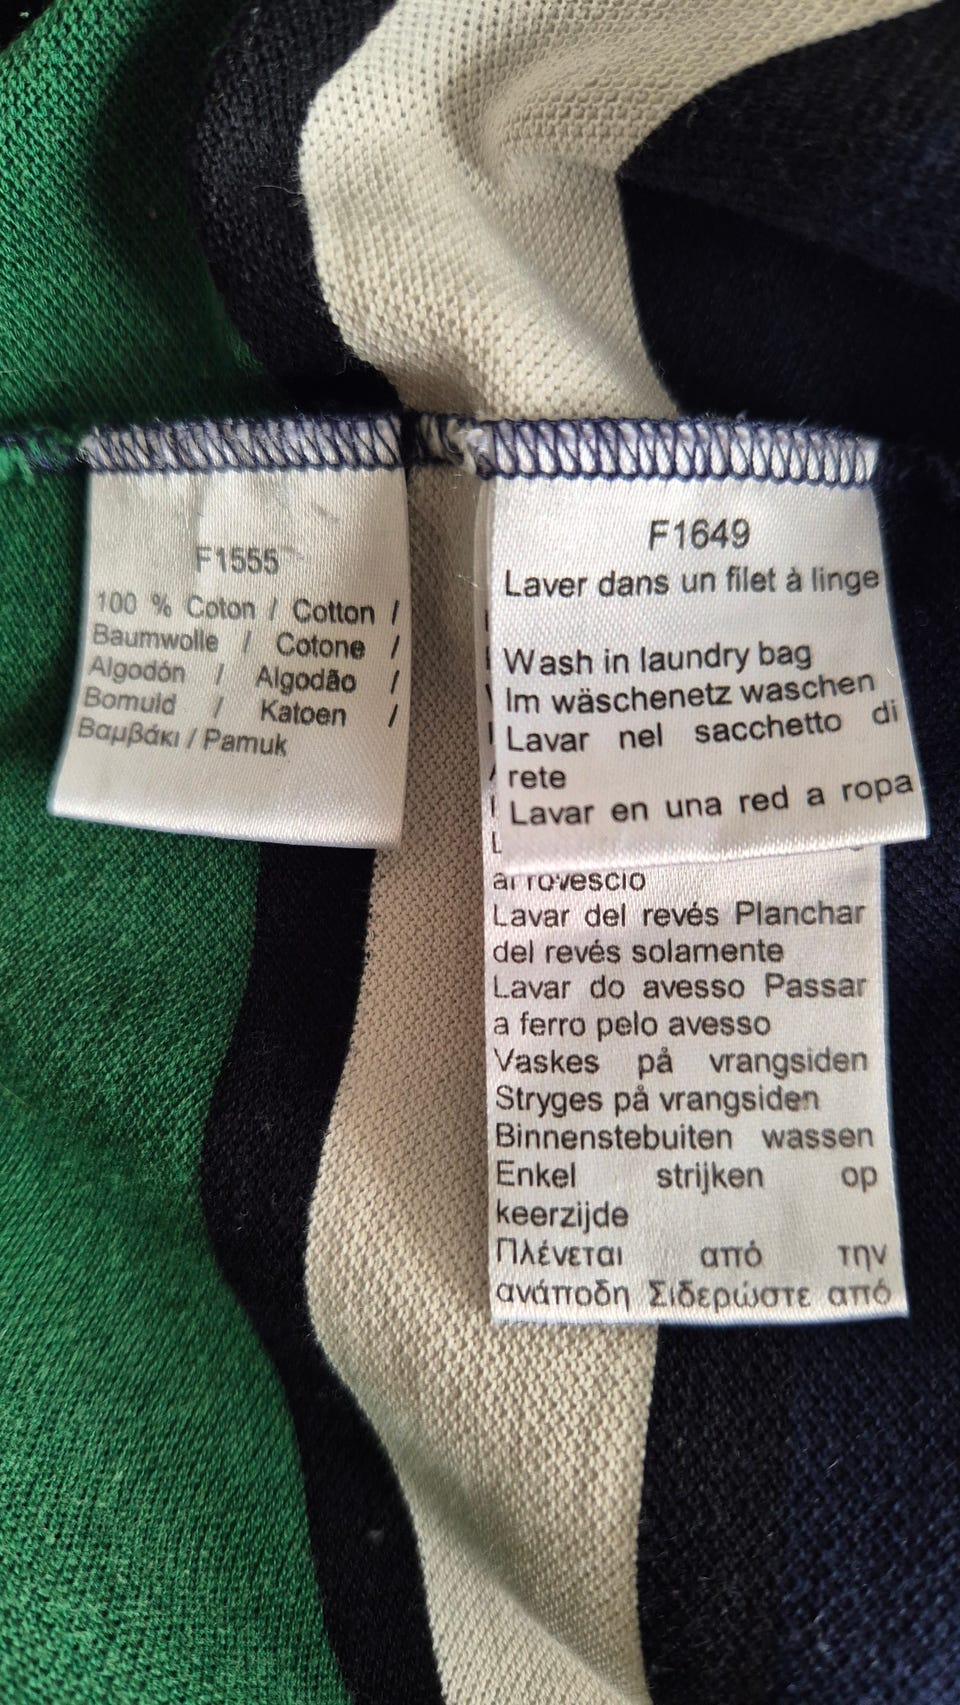 F1555
100 % Coton / Cotton /
Baumwolle / Cotone /
Algodón / Algodão /
Bomuld / Katoen /
Βαμβάκι / Pamuk
F1649
Laver dans un filet à linge
Wash in laundry bag
Im wäschenetz waschen
Lavar nel sacchetto di
rete
Lavar en una red a ropa
al rovescio
Lavar del revés Planchar
del revés solamente
Lavar do avesso Passar
a ferro pelo avesso
Vaskes på vrangsiden
Stryges på vrangsiden
Binnenstebuiten wassen
Enkel strijken op
keerzijde
Πλένεται από την
ανάποδη Σιδερώστε από